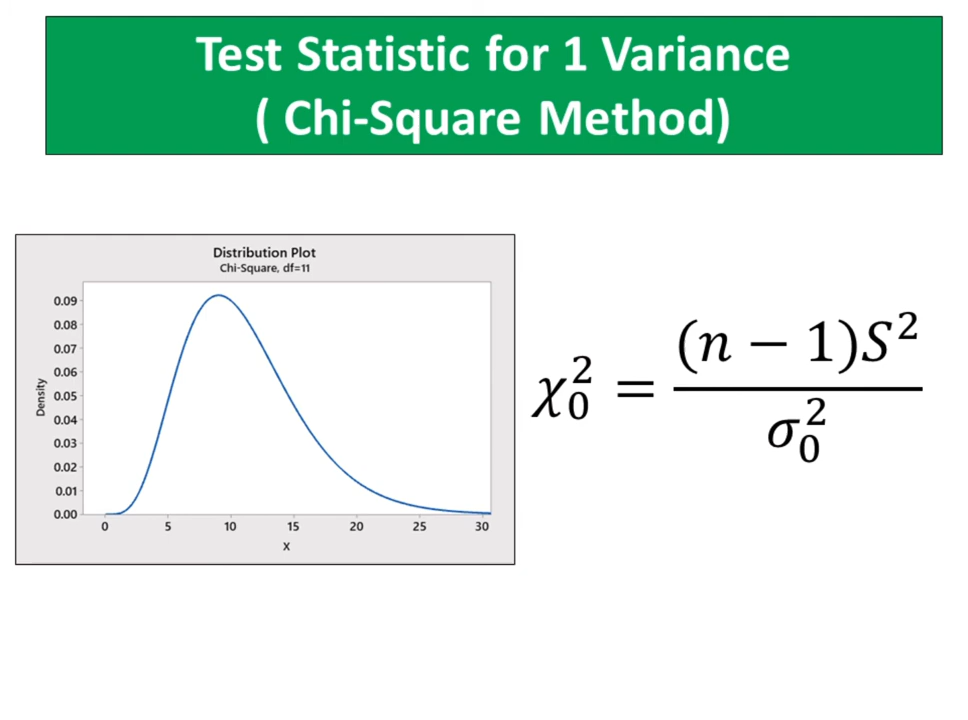 Test Statistic for 1 Variance
( Chi-Square Method)
Distribution Plot
Chi-Square, df=11
0.09
0.08
0.07
0.06
0.05
0.04
0.03
0.02
0.01
0.00
Density
0 5 10 15 20 25 30
X
χ₀² = (n − 1)S² / σ₀²